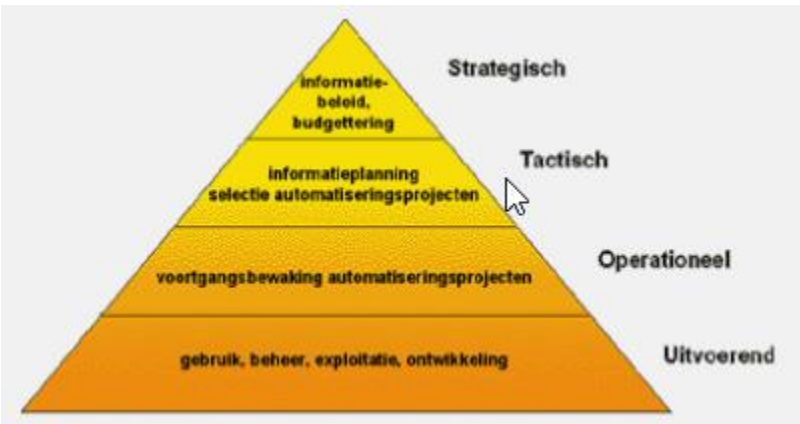 informatie-
beleid,
budgettering
Strategisch
informatieplanning
selectie automatiseringsprojecten
Tactisch
voortgangsbewaking automatiseringsprojecten
Operationeel
gebruik, beheer, exploitatie, ontwikkeling
Uitvoerend